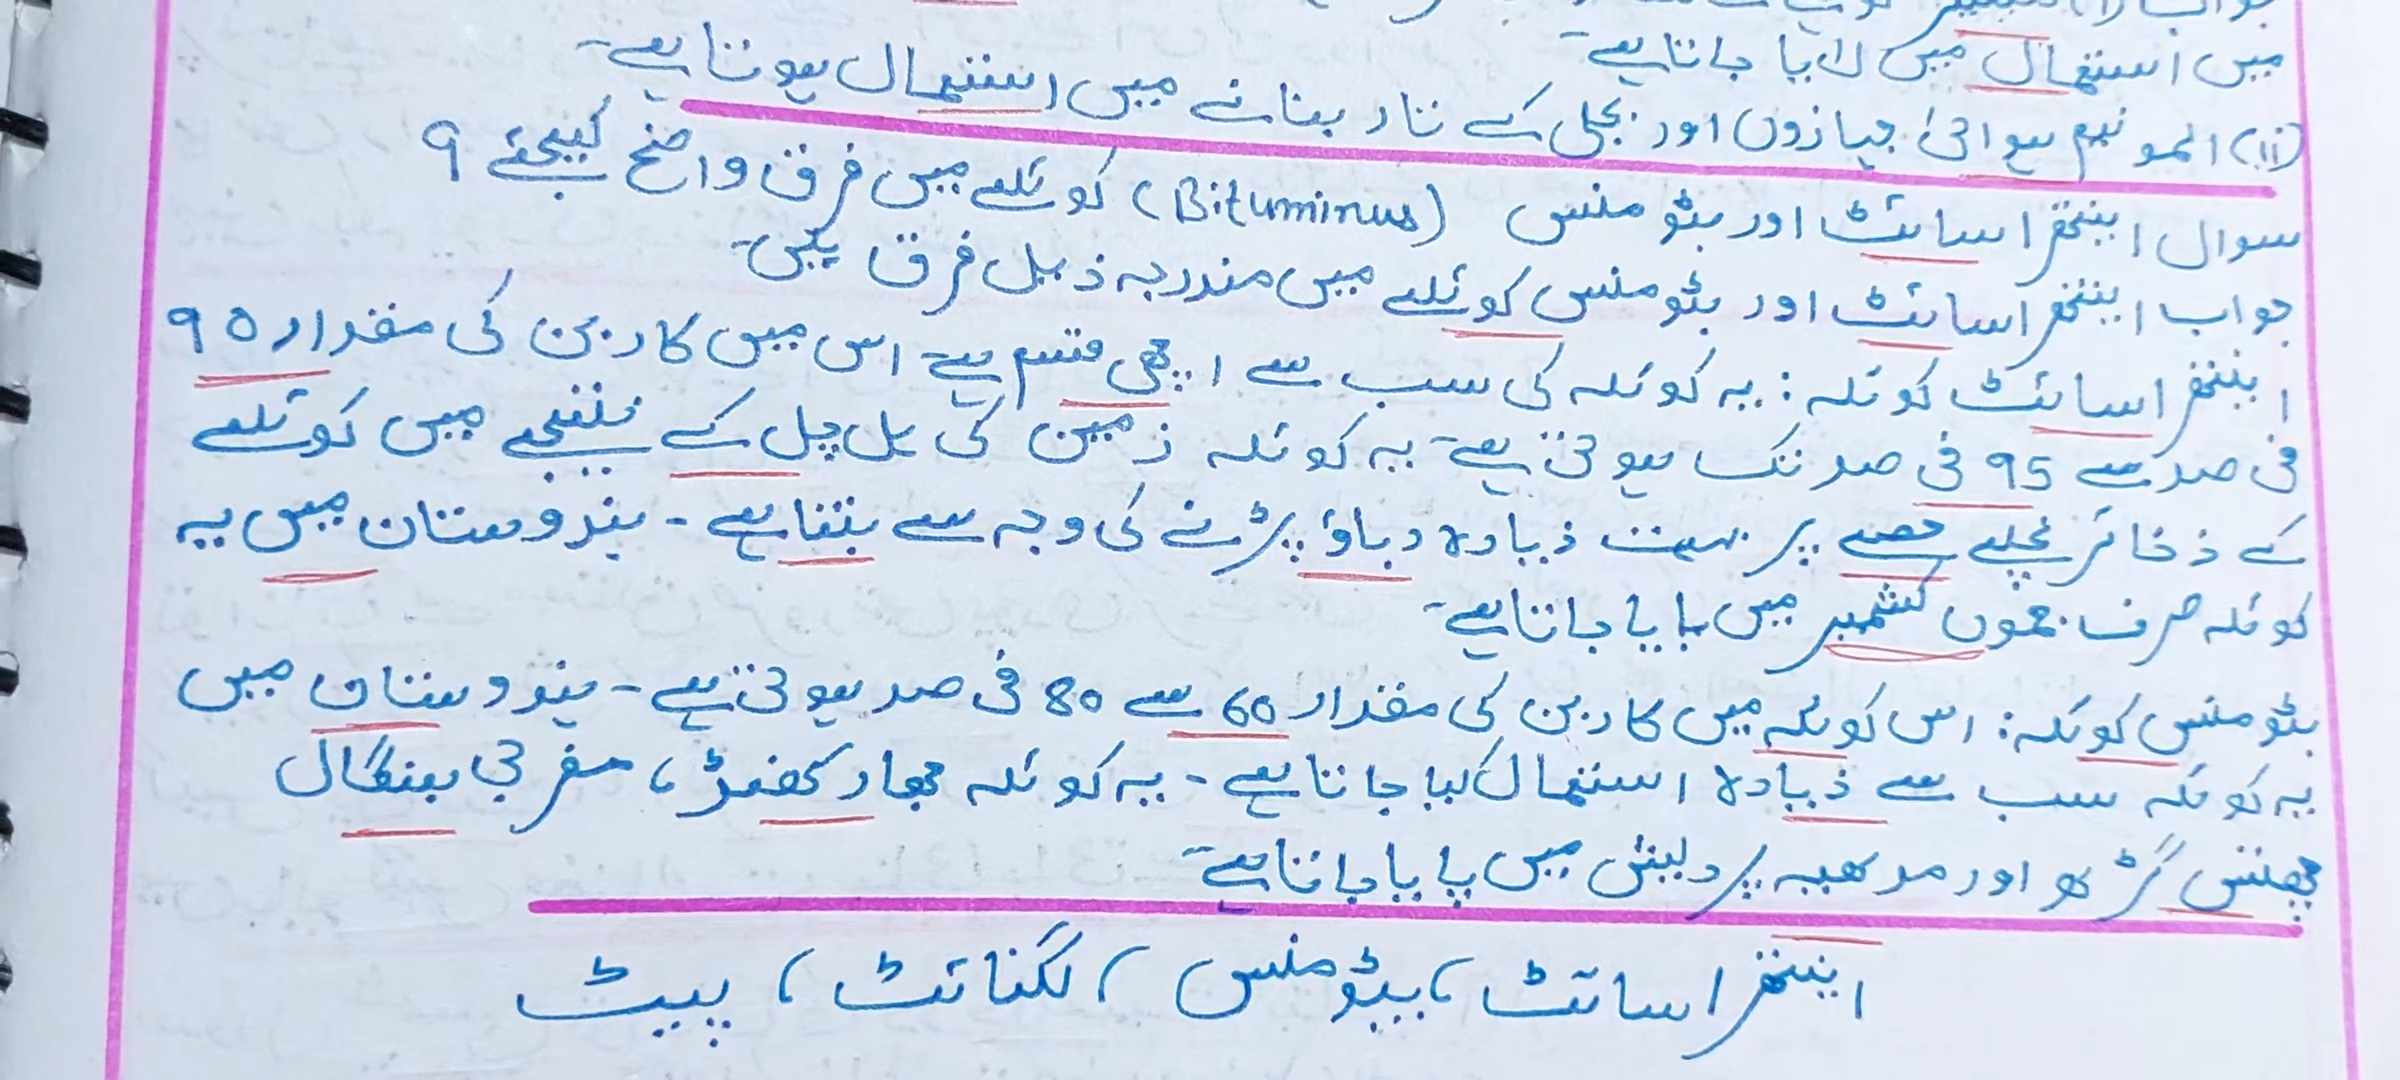 میں استعمال میں لایا جاتا ہے۔
(ii) المونیم ہوائی جہازوں اور بجلی کے تار بنانے میں استعمال ہوتا ہے۔
سوال اینتھراسائٹ اور بٹومنس (Bituminus) کوئلے میں فرق واضح کیجئے ؟
جواب اینتھراسائٹ اور بٹومنس کوئلے میں مندرجہ ذیل فرق ہیں۔
اینتھراسائٹ کوئلہ: یہ کوئلہ کی سب سے اچھی قسم ہے اس میں کاربن کی مقدار 90
فی صد سے 95 فی صد تک ہوتی ہے۔ یہ کوئلہ زمین کی ہل چل کے نتیجے میں کوئلے
کے ذخائر نچلے حصے پر بہت زیادہ دباؤ پڑنے کی وجہ سے بنتا ہے۔ ہندوستان میں یہ
کوئلہ صرف جموں کشمیر میں پایا جاتا ہے۔
بٹومنس کوئلہ: اس کوئلہ میں کاربن کی مقدار 60 سے 80 فی صد ہوتی ہے۔ ہندوستان میں
یہ کوئلہ سب سے زیادہ استعمال کیا جاتا ہے۔ یہ کوئلہ جھارکھنڈ، مغربی بنگال
چھتس گڑھ اور مدھیہ پردیش میں پایا جاتا ہے۔
اینتھراسائٹ، بیٹومنس، لگنائٹ، پیٹ